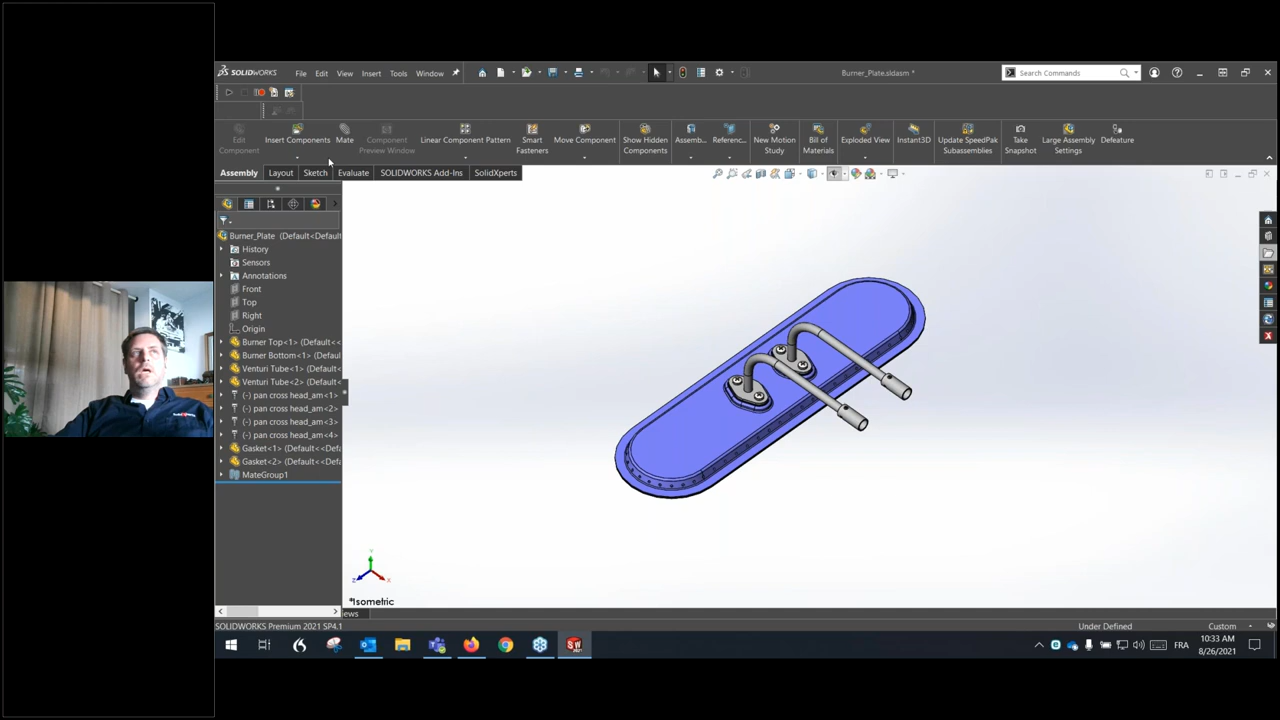 SOLIDWORKS File Edit View Insert Tools Window Burner_Plate.sldasm * Search Commands
Edit Component
Insert Components
Mate
Component Preview Window
Linear Component Pattern
Smart Fasteners
Move Component
Show Hidden Components
Assemb...
Referenc...
New Motion Study
Bill of Materials
Exploded View
Instant3D
Update SpeedPak Subassemblies
Take Snapshot
Large Assembly Settings
Defeature
Assembly Layout Sketch Evaluate SOLIDWORKS Add-Ins SolidXperts
Burner_Plate (Default<Default
History
Sensors
Annotations
Front
Top
Right
Origin
Burner Top<1> (Default<<
Burner Bottom<1> (Default
Venturi Tube<1> (Default<
Venturi Tube<2> (Default<
(-) pan cross head_am<1>
(-) pan cross head_am<2>
(-) pan cross head_am<3>
(-) pan cross head_am<4>
Gasket<1> (Default<<Defa
Gasket<2> (Default<<Defa
MateGroup1
Y
Z X
*Isometric
iews
SOLIDWORKS Premium 2021 SP4.1 Under Defined Custom
SW 2021
FRA
10:33 AM
8/26/2021